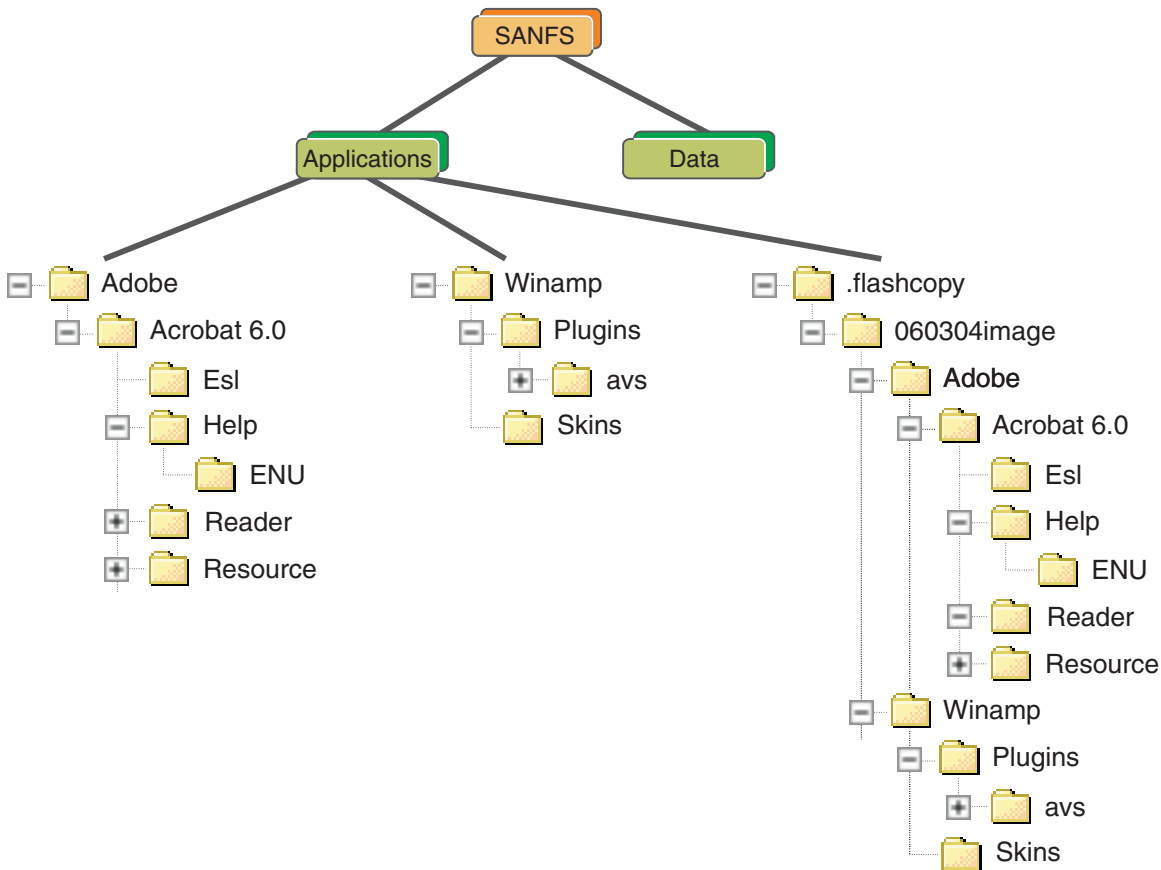 SANFS
Applications
Data
Adobe
Acrobat 6.0
Esl
Help
ENU
Reader
Resource
Winamp
Plugins
avs
Skins
.flashcopy
060304image
Adobe
Acrobat 6.0
Esl
Help
ENU
Reader
Resource
Winamp
Plugins
avs
Skins